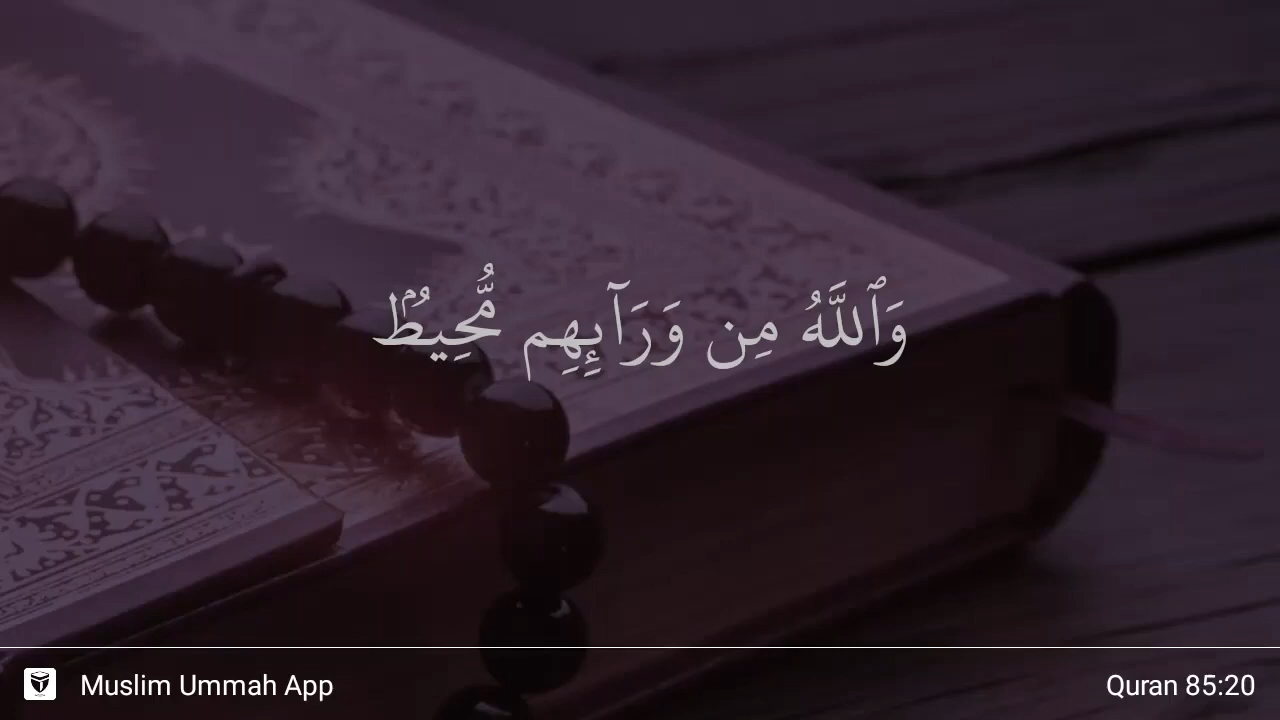 وَٱللَّهُ مِن وَرَآئِهِم مُّحِيطٌۢ
Muslim Ummah App
Quran 85:20